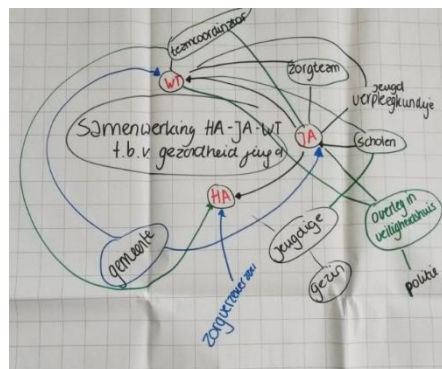 teamcoordinator
WT
zorgteam
jeugd
verpleegkundige
Samenwerking HA-JA-WT
t.b.v. gezondheid jeugd
JA
scholen
HA
overleg in
veiligheidshuis
jeugdige
gemeente
gezin
politie